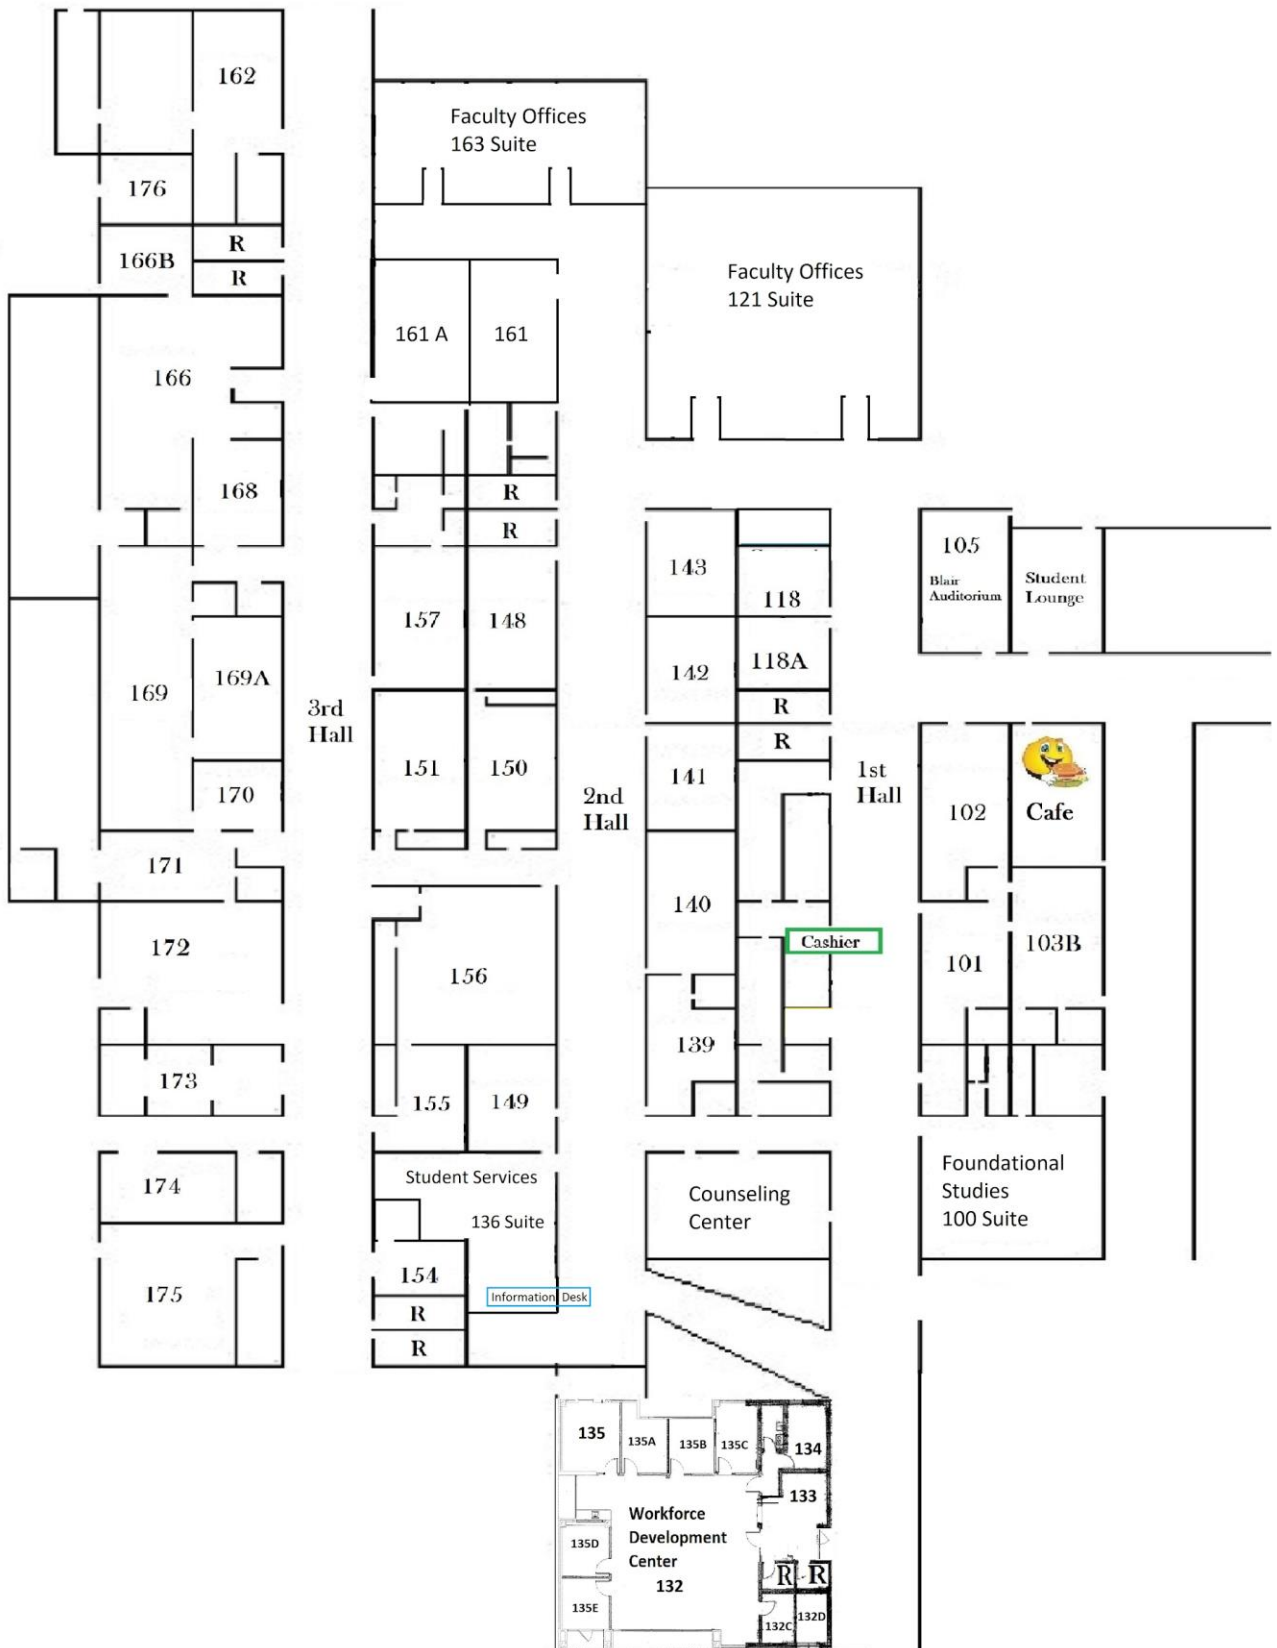 162
Faculty Offices
163 Suite
176
R
166B
R
Faculty Offices
121 Suite
161 A
161
166
168
R
R
143
105
Blair
Auditorium
Student
Lounge
118
157
148
142
118A
169
169A
R
3rd
Hall
R
151
150
141
1st
Hall
170
2nd
Hall
102
Cafe
171
140
172
Cashier
101
103B
156
139
173
155
149
174
Student Services
136 Suite
Counseling
Center
Foundational
Studies
100 Suite
175
154
Information Desk
R
R
135
135A
135B
135C
134
133
Workforce
Development
Center
132
135D
R
R
135E
132C
132D